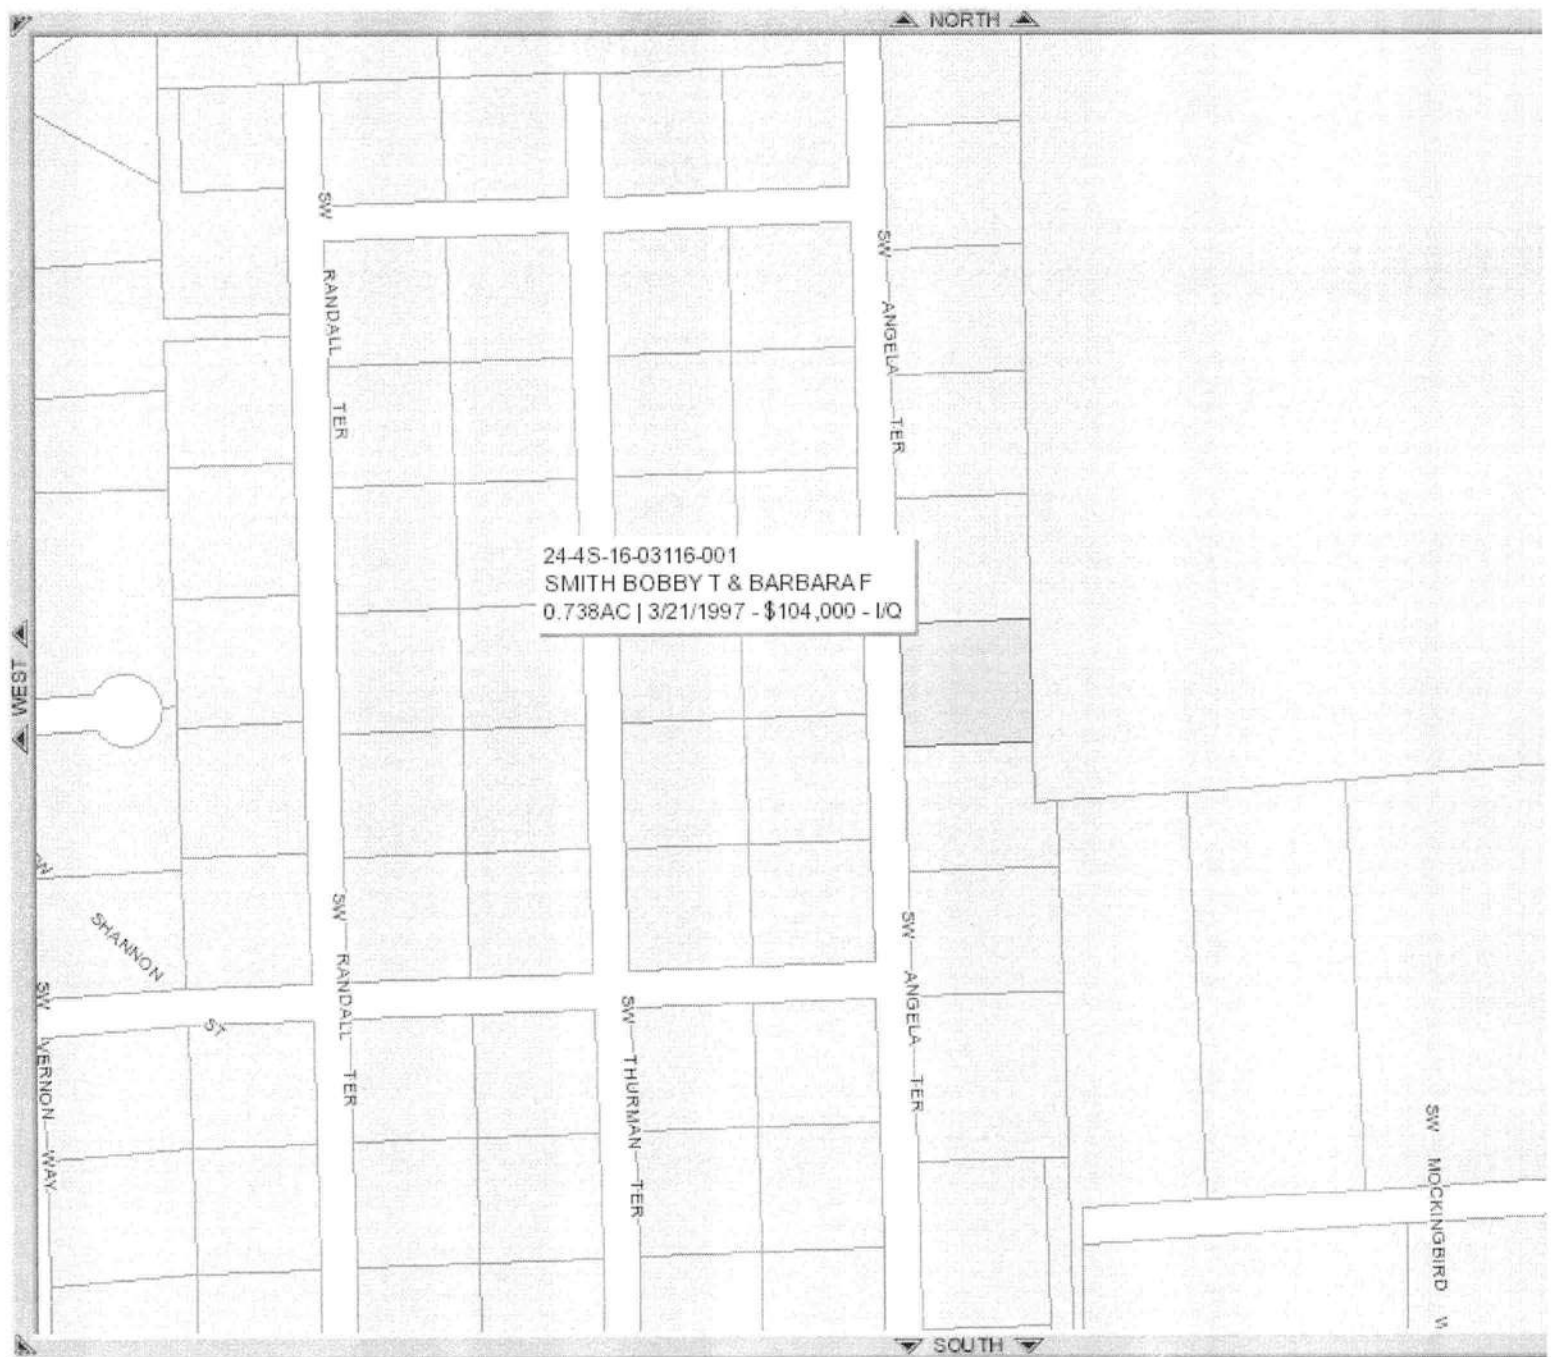 NORTH
SW RANDALL TER
SW ANGELA TER
24-4S-16-03116-001
SMITH BOBBY T & BARBARA F
0.738AC | 3/21/1997 - $104,000 - I/Q
WEST
SW RANDALL TER
SW ANGELA TER
SHANNON
ST
SW VERNON WAY
SW THURMAN TER
SW MOCKINGBIRD
SOUTH